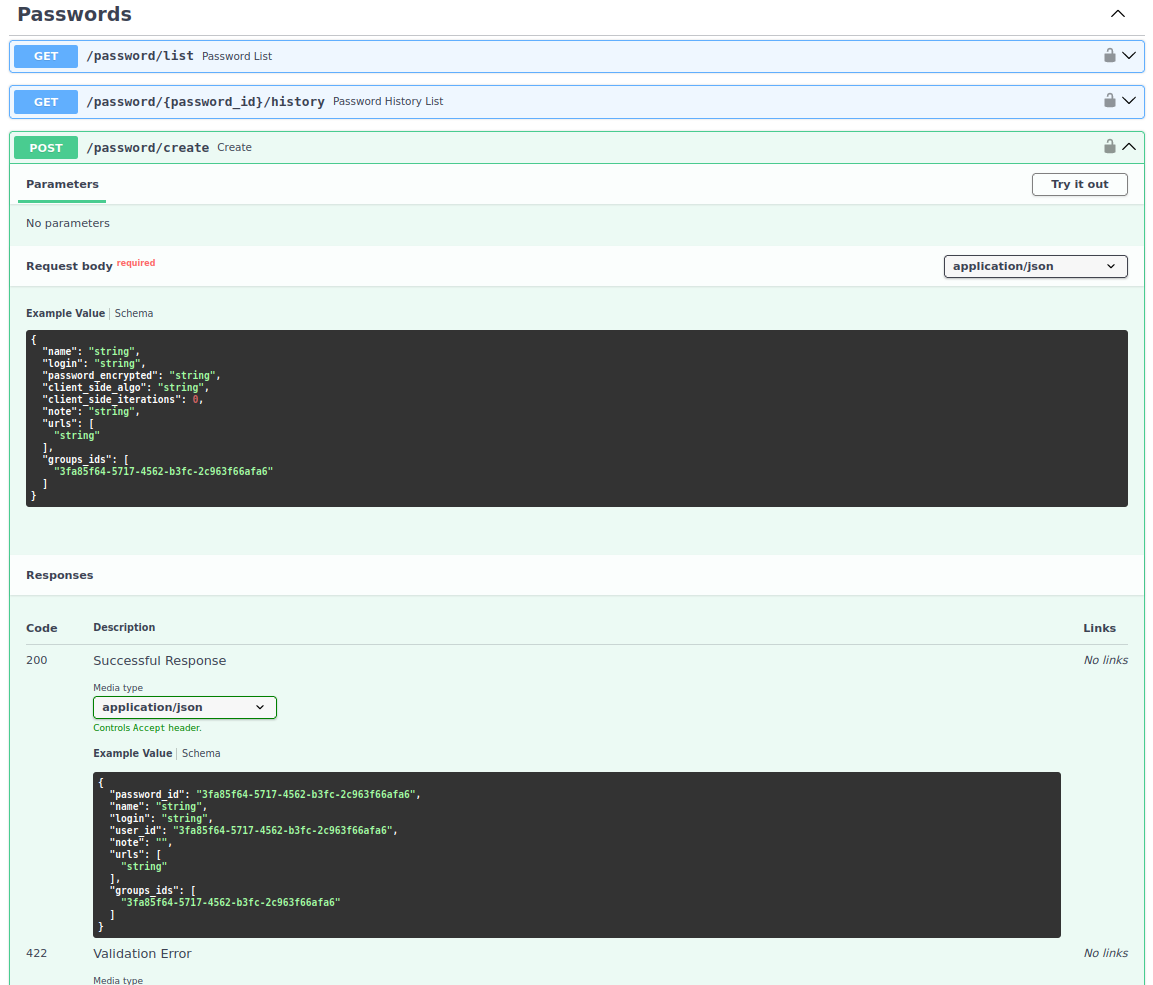 Passwords
GET /password/list Password List
GET /password/{password_id}/history Password History List
POST /password/create Create
Parameters Try it out
No parameters
Request body required application/json
Example Value Schema
{
"name": "string",
"login": "string",
"password_encrypted": "string",
"client_side_algo": "string",
"client_side_iterations": 0,
"note": "string",
"urls": [
"string"
],
"groups_ids": [
"3fa85f64-5717-4562-b3fc-2c963f66afa6"
]
}
Responses
Code Description Links
200 Successful Response No links
Media type
application/json
Controls Accept header.
Example Value Schema
{
"password_id": "3fa85f64-5717-4562-b3fc-2c963f66afa6",
"name": "string",
"login": "string",
"user_id": "3fa85f64-5717-4562-b3fc-2c963f66afa6",
"note": "",
"urls": [
"string"
],
"groups_ids": [
"3fa85f64-5717-4562-b3fc-2c963f66afa6"
]
}
422 Validation Error No links
Media type